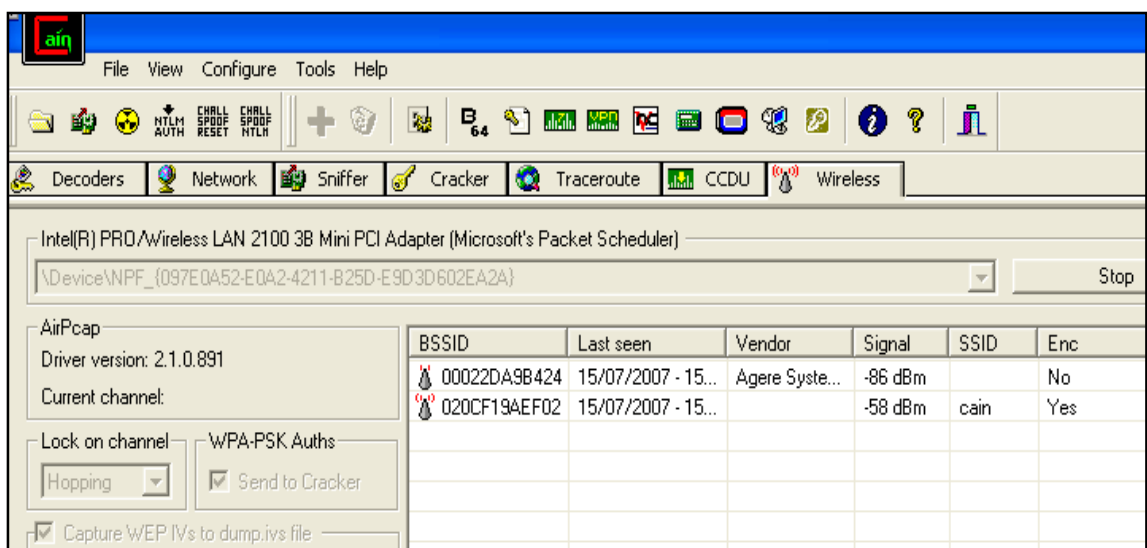 Cain
File View Configure Tools Help
NTLM AUTH CHALL SPOOF RESET CHALL SPOOF NTLM B64
Decoders Network Sniffer Cracker Traceroute CCDU Wireless
Intel(R) PRO/Wireless LAN 2100 3B Mini PCI Adapter (Microsoft's Packet Scheduler)
\Device\NPF_{097E0A52-E0A2-4211-B25D-E9D3D602EA2A} Stop
AirPcap
Driver version: 2.1.0.891
Current channel:
BSSID Last seen Vendor Signal SSID Enc
00022DA9B424 15/07/2007 - 15... Agere Syste... -86 dBm No
020CF19AEF02 15/07/2007 - 15... -58 dBm cain Yes
Lock on channel WPA-PSK Auths
Hopping Send to Cracker
Capture WEP IVs to dump.ivs file